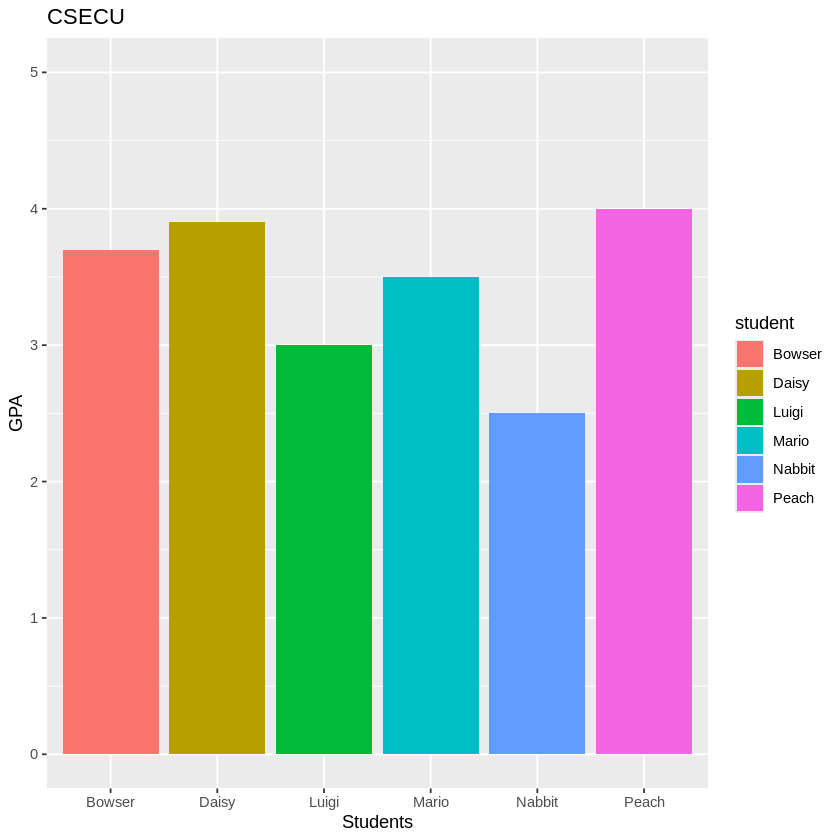 CSECU
5
4
3
2
1
0
GPA
Bowser Daisy Luigi Mario Nabbit Peach
Students
student
Bowser
Daisy
Luigi
Mario
Nabbit
Peach